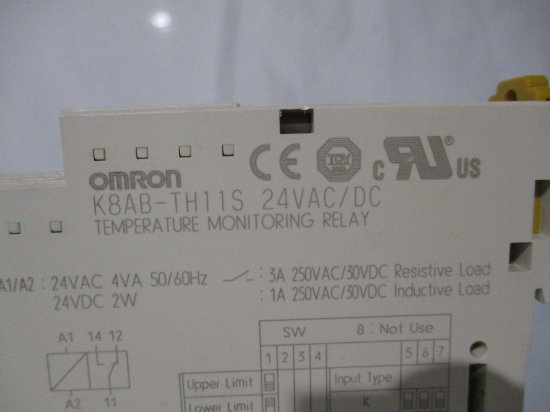 CE
TÜV
c RU US
OMRON
K8AB-TH11S 24VAC/DC
TEMPERATURE MONITORING RELAY
A1/A2 : 24VAC 4VA 50/60Hz
24VDC 2W
: 3A 250VAC/30VDC Resistive Load
: 1A 250VAC/30VDC Inductive Load
A1 14 12
A2 11
SW 8 : Not Use
1 2 3 4 5 6 7
Upper Limit Input Type
Lower Limit K